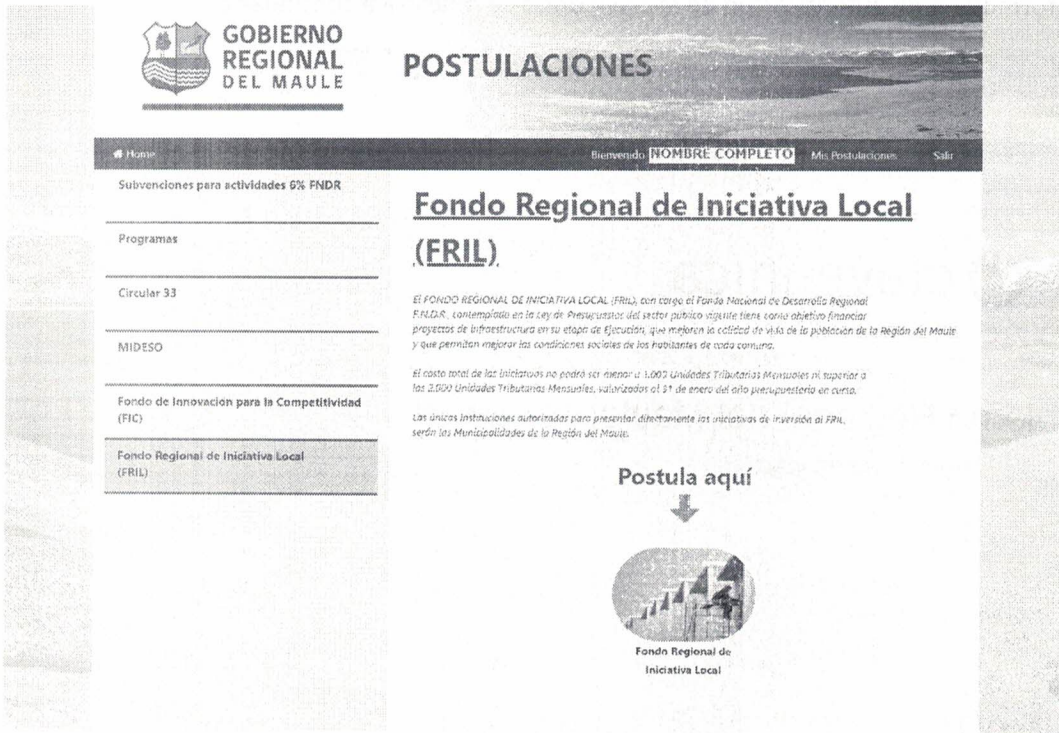 GOBIERNO
REGIONAL
DEL MAULE
POSTULACIONES
Home
Bienvenido NOMBRE COMPLETO Mis Postulaciones Salir
Subvenciones para actividades 6% FNDR
Programas
Circular 33
MIDESO
Fondo de Innovación para la Competitividad
(FIC)
Fondo Regional de Iniciativa Local
(FRIL)
Fondo Regional de Iniciativa Local
(FRIL)
El FONDO REGIONAL DE INICIATIVA LOCAL (FRIL), con cargo al Fondo Nacional de Desarrollo Regional
F.N.D.R., contemplado en la Ley de Presupuestos del sector público vigente tiene como objetivo financiar
proyectos de infraestructura en su etapa de Ejecución, que mejoren la calidad de vida de la población de la Región del Maule
y que permitan mejorar las condiciones sociales de los habitantes de cada comuna.
El costo total de las iniciativas no podrá ser menor a 1.000 Unidades Tributarias Mensuales ni superior a
las 2.000 Unidades Tributarias Mensuales, valorizados al 31 de enero del año presupuestario en curso.
Las únicas Instituciones autorizadas para presentar directamente las iniciativas de inversión al FRIL,
serán las Municipalidades de la Región del Maule.
Postula aquí
Fondo Regional de
Iniciativa Local